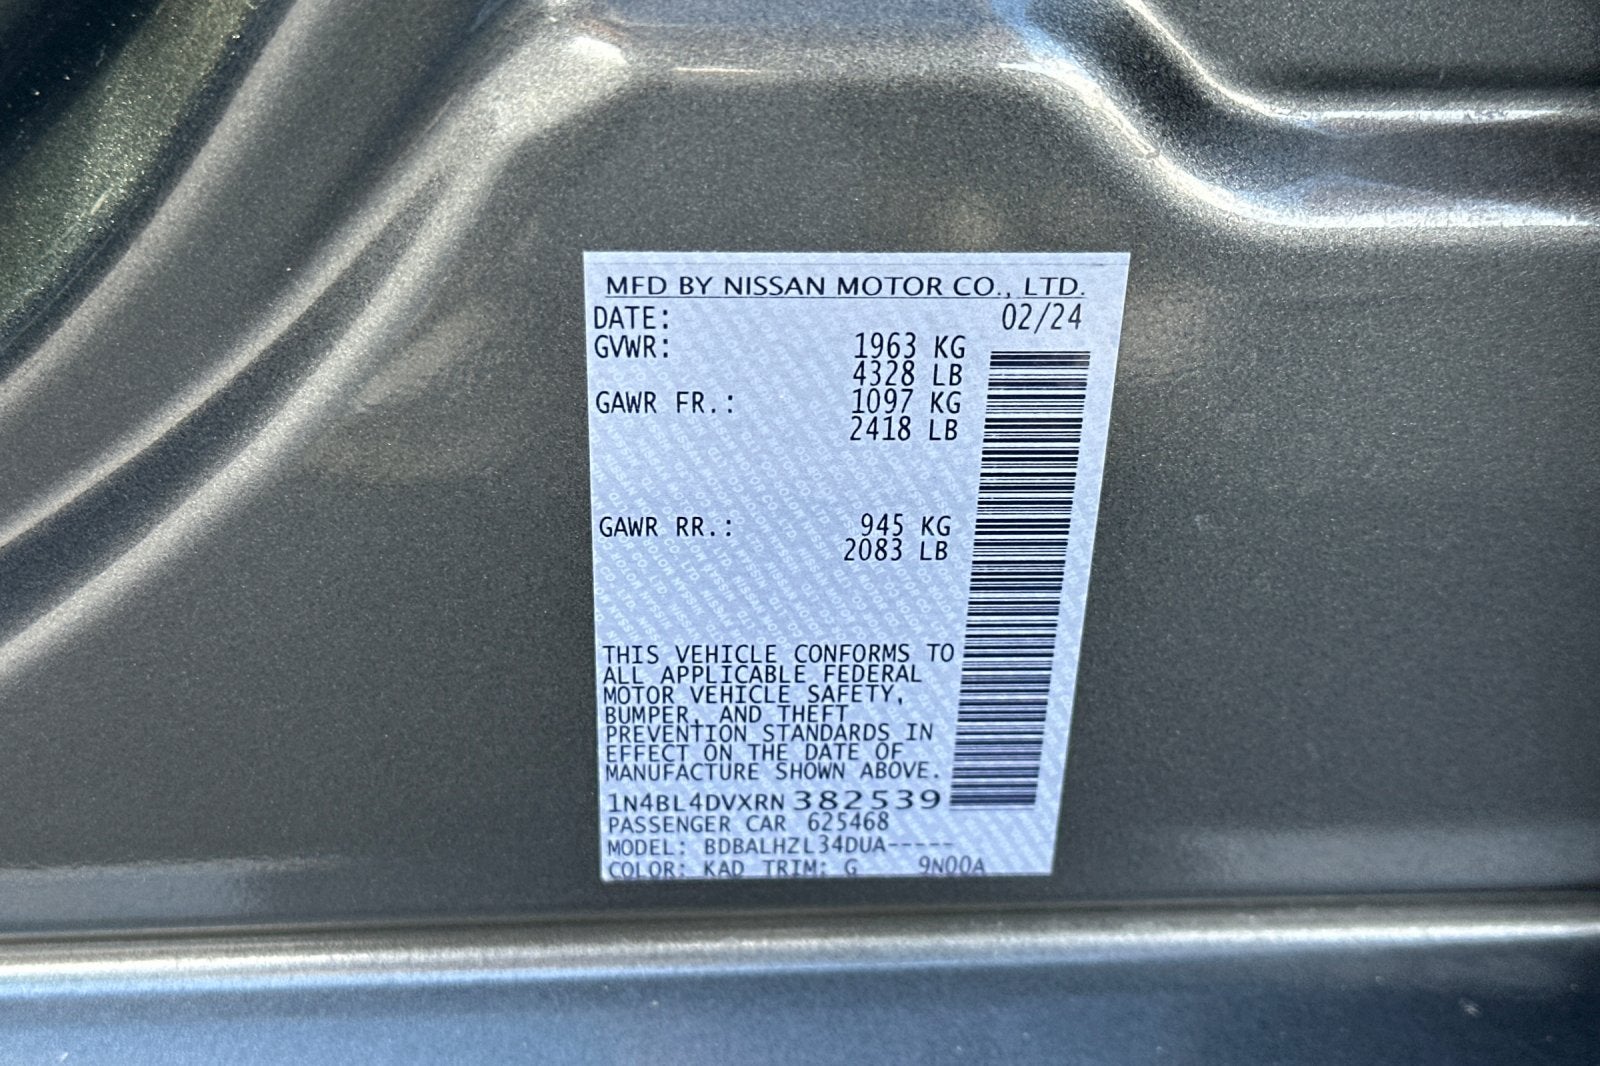 MFD BY NISSAN MOTOR CO., LTD.
DATE: 02/24
GVWR: 1963 KG
4328 LB
GAWR FR.: 1097 KG
2418 LB
GAWR RR.: 945 KG
2083 LB
THIS VEHICLE CONFORMS TO
ALL APPLICABLE FEDERAL
MOTOR VEHICLE SAFETY,
BUMPER, AND THEFT
PREVENTION STANDARDS IN
EFFECT ON THE DATE OF
MANUFACTURE SHOWN ABOVE.
1N4BL4DVXRN382539
PASSENGER CAR 625468
MODEL: BDBALHZL34DUA-----
COLOR: KAD TRIM: G 9N00A